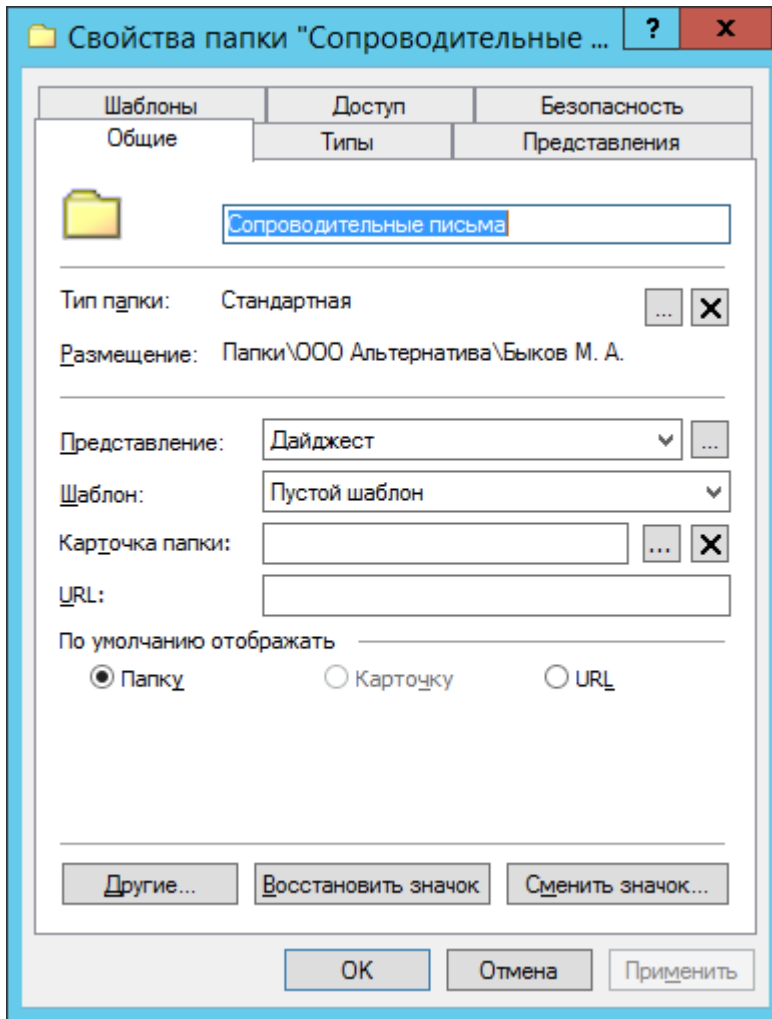 Свойства папки "Сопроводительные ... ? x
Шаблоны Доступ Безопасность
Общие Типы Представления
Сопроводительные письма
Тип папки: Стандартная ...
Размещение: Папки\ООО Альтернатива\Быков М. А.
Представление: Дайджест ...
Шаблон: Пустой шаблон
Карточка папки: ...
URL:
По умолчанию отображать
Папку Карточку URL
Другие... Восстановить значок Сменить значок...
OK Отмена Применить